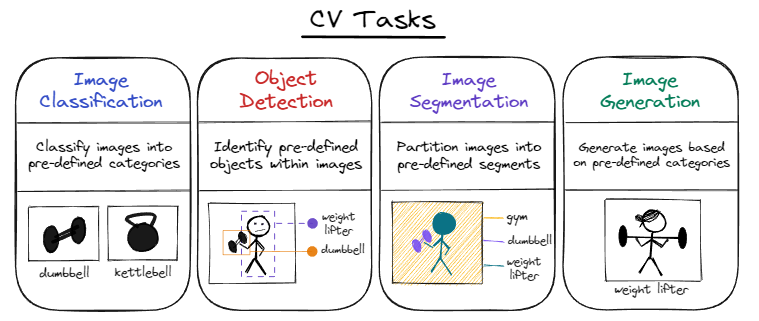 CV Tasks
Image
Classification
Classify images into
pre-defined categories
dumbbell
kettlebell
Object
Detection
Identify pre-defined
objects within images
weight
lifter
dumbbell
Image
Segmentation
Partition images into
pre-defined segments
gym
dumbbell
weight
lifter
Image
Generation
Generate images based
on pre-defined categories
weight lifter